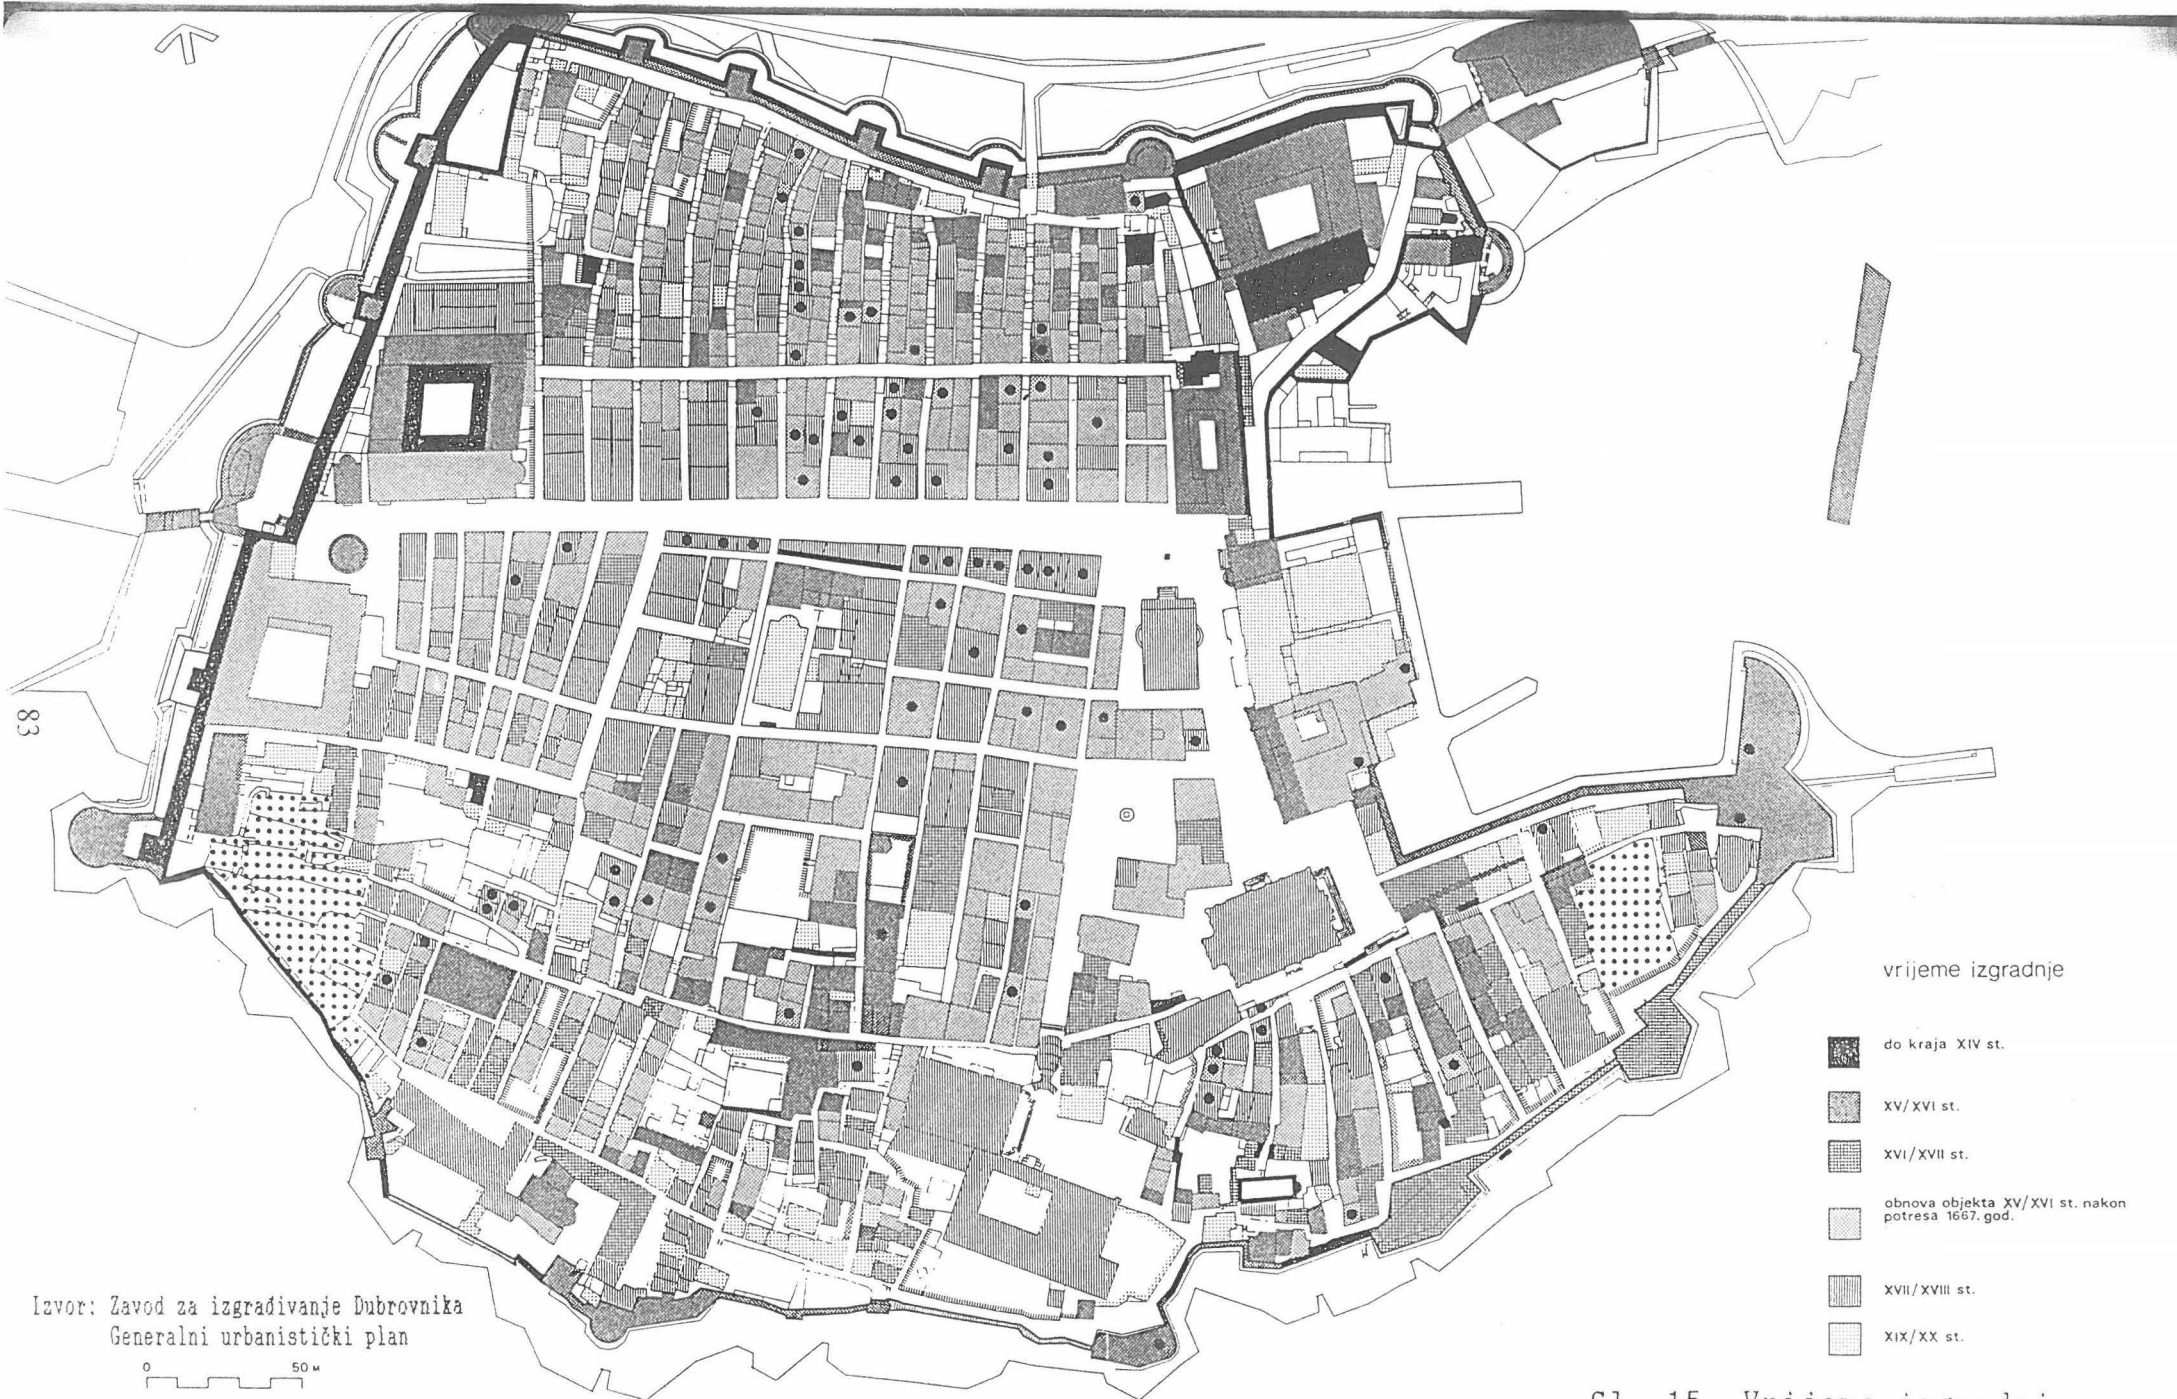 83
vrijeme izgradnje
do kraja XIV st.
XV/XVI st.
XVI/XVII st.
obnova objekta XV/XVI st. nakon
potresa 1667. god.
XVII/XVIII st.
XIX/XX st.
Izvor: Zavod za izgrađivanje Dubrovnika
Generalni urbanistički plan
0 50 M
Sl. 15